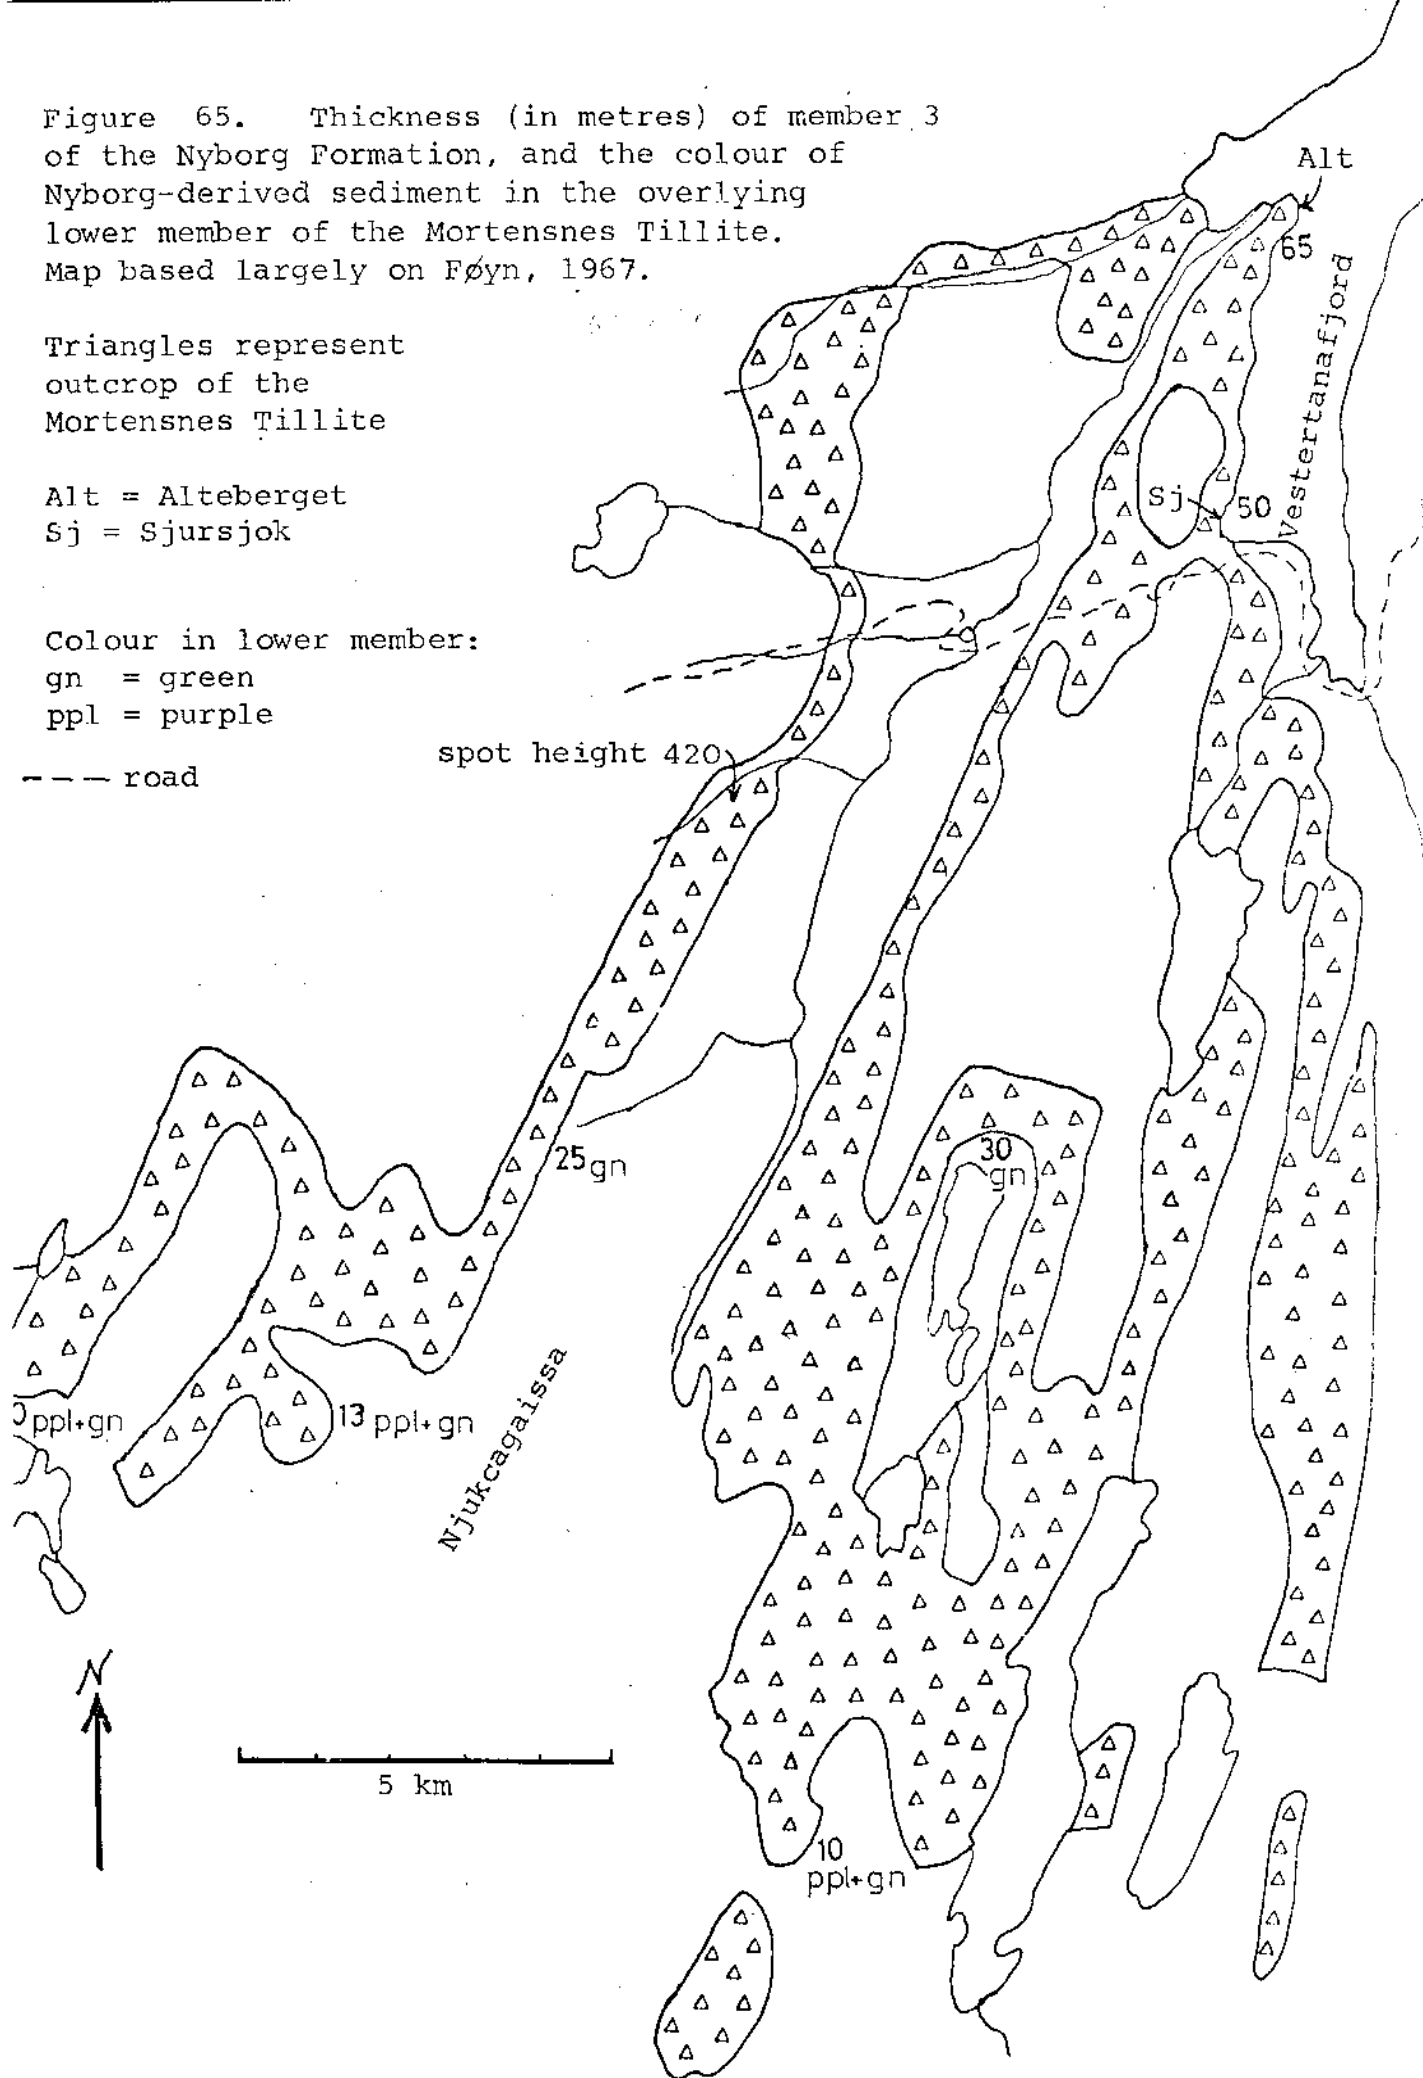 Figure 65. Thickness (in metres) of member 3
of the Nyborg Formation, and the colour of
Nyborg-derived sediment in the overlying
lower member of the Mortensnes Tillite.
Map based largely on Føyn, 1967.
Alt
65
Triangles represent
outcrop of the
Mortensnes Tillite
Vestertanafjord
Alt = Alteberget
Sj = Sjursjok
Sj
50
Colour in lower member:
gn = green
ppl = purple
spot height 420
--- road
25 gn
30
gn
0 ppl+gn
13 ppl+gn
Njukcagaissa
N
5 km
10
ppl+gn